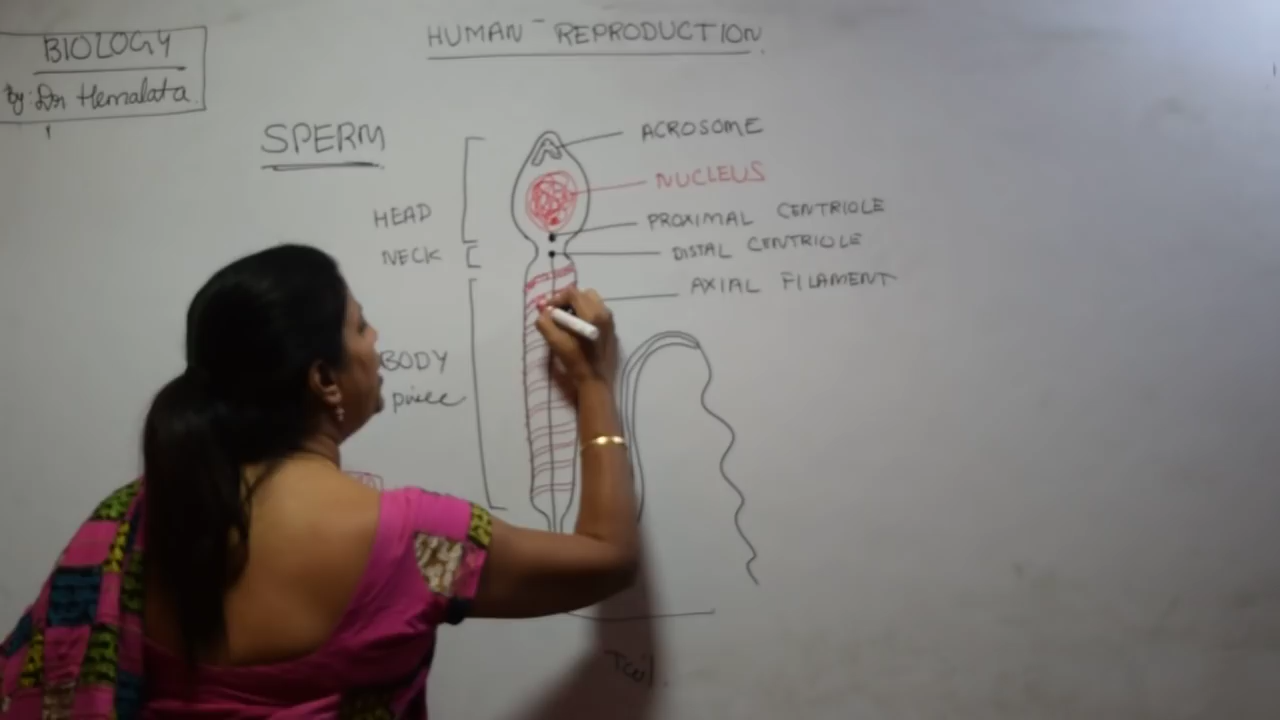 BIOLOGY
By: Dr Hemalata
HUMAN - REPRODUCTION
SPERM
ACROSOME
NUCLEUS
HEAD
PROXIMAL CENTRIOLE
NECK
DISTAL CENTRIOLE
AXIAL FILAMENT
BODY
piece
Tail